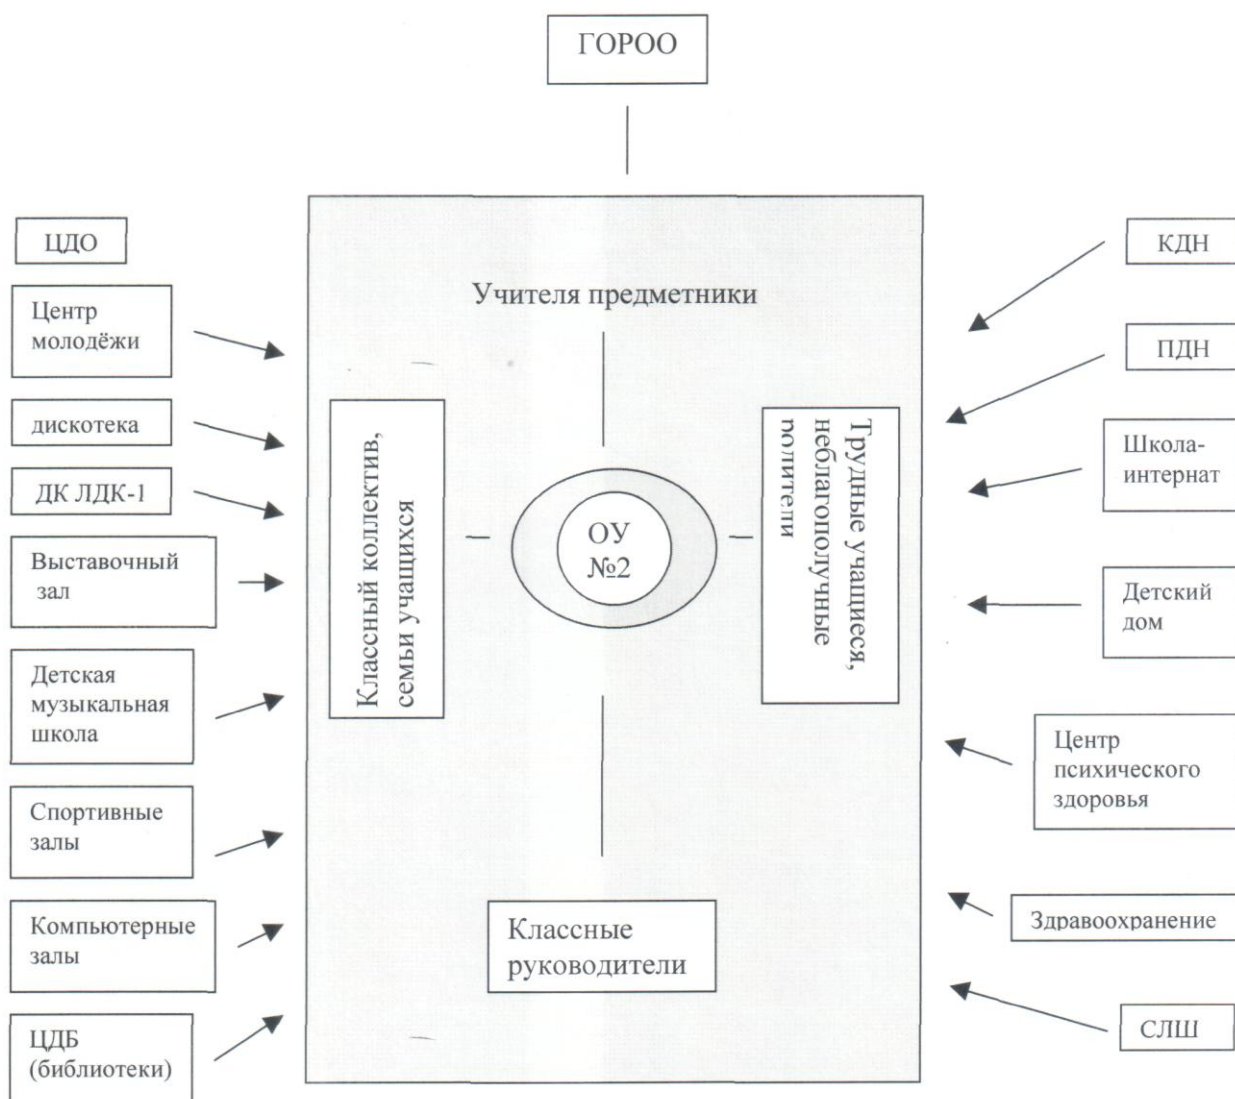 ГОРОО
ЦДО
Центр
молодёжи
дискотека
ДК ЛДК-1
Выставочный
зал
Детская
музыкальная
школа
Спортивные
залы
Компьютерные
залы
ЦДБ
(библиотеки)
Учителя предметники
Классный коллектив,
семьи учащихся
ОУ
№2
Трудные учащиеся,
неблагополучные
родители
Классные
руководители
КДН
ПДН
Школа-
интернат
Детский
дом
Центр
психического
здоровья
Здравоохранение
СЛШ